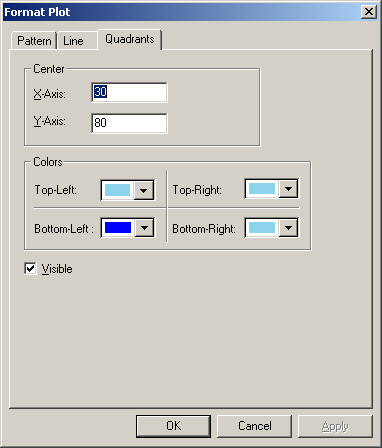 Format Plot
Pattern Line Quadrants
Center
X-Axis: 30
Y-Axis: 80
Colors
Top-Left: Top-Right:
Bottom-Left : Bottom-Right:
Visible
OK Cancel Apply